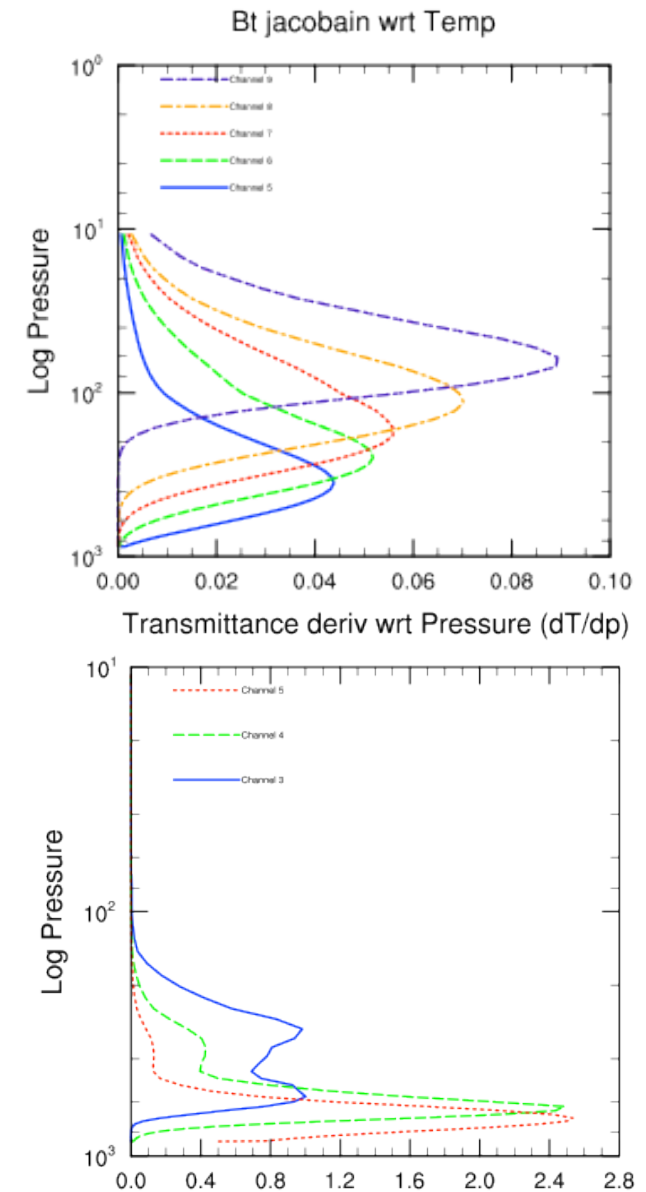 Bt jacobain wrt Temp
10⁰
Channel 9
Channel 8
Channel 7
Channel 6
Channel 5
10¹
Log Pressure
10²
10³
0.00 0.02 0.04 0.06 0.08 0.10
Transmittance deriv wrt Pressure (dT/dp)
10¹
Channel 5
Channel 4
Channel 3
Log Pressure
10²
10³
0.0 0.4 0.8 1.2 1.6 2.0 2.4 2.8